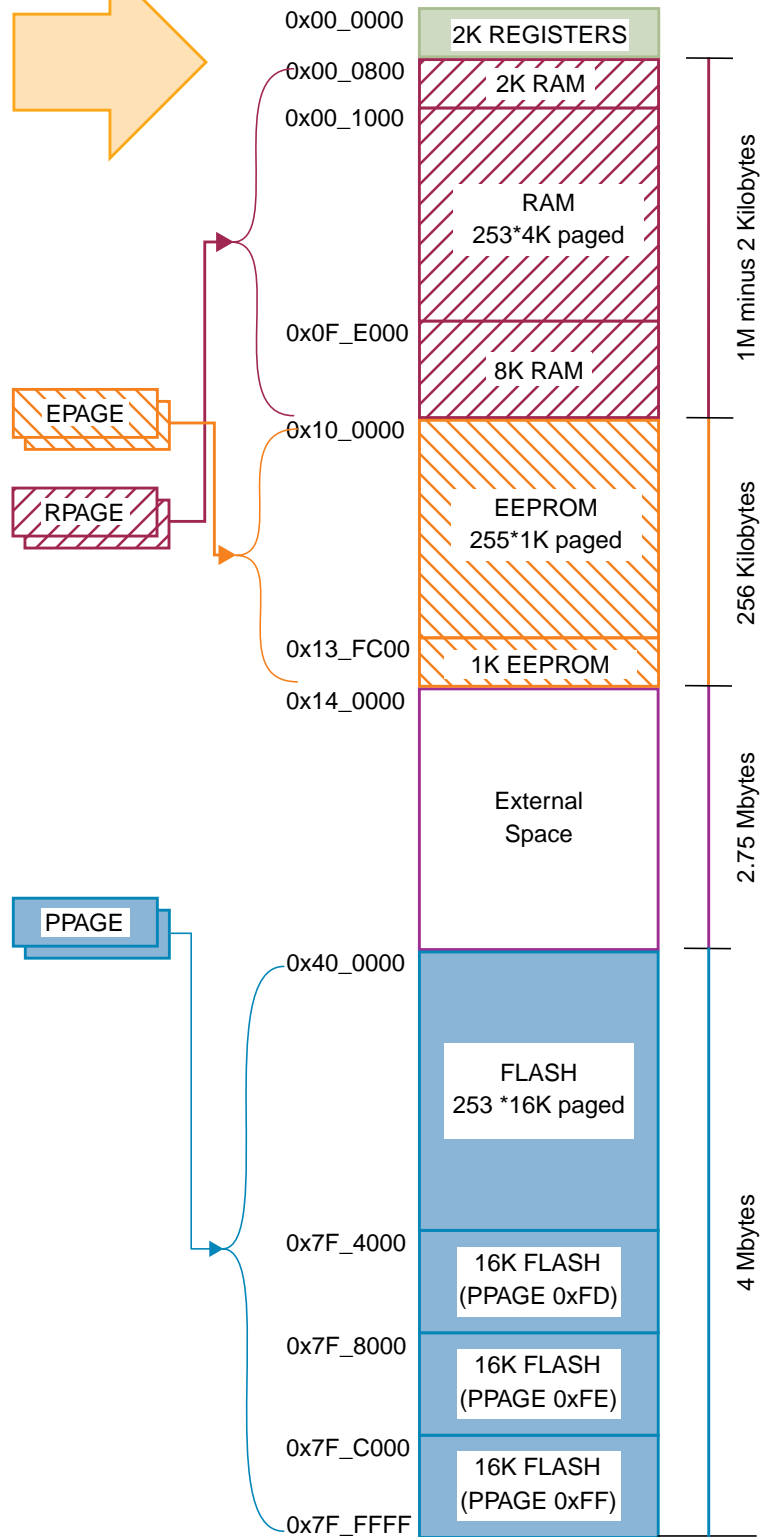 0x00_0000
2K REGISTERS
0x00_0800
2K RAM
0x00_1000
RAM
253*4K paged
1M minus 2 Kilobytes
0x0F_E000
8K RAM
EPAGE
0x10_0000
RPAGE
EEPROM
255*1K paged
256 Kilobytes
0x13_FC00
1K EEPROM
0x14_0000
External
Space
2.75 Mbytes
PPAGE
0x40_0000
FLASH
253 *16K paged
4 Mbytes
0x7F_4000
16K FLASH
(PPAGE 0xFD)
0x7F_8000
16K FLASH
(PPAGE 0xFE)
0x7F_C000
16K FLASH
(PPAGE 0xFF)
0x7F_FFFF